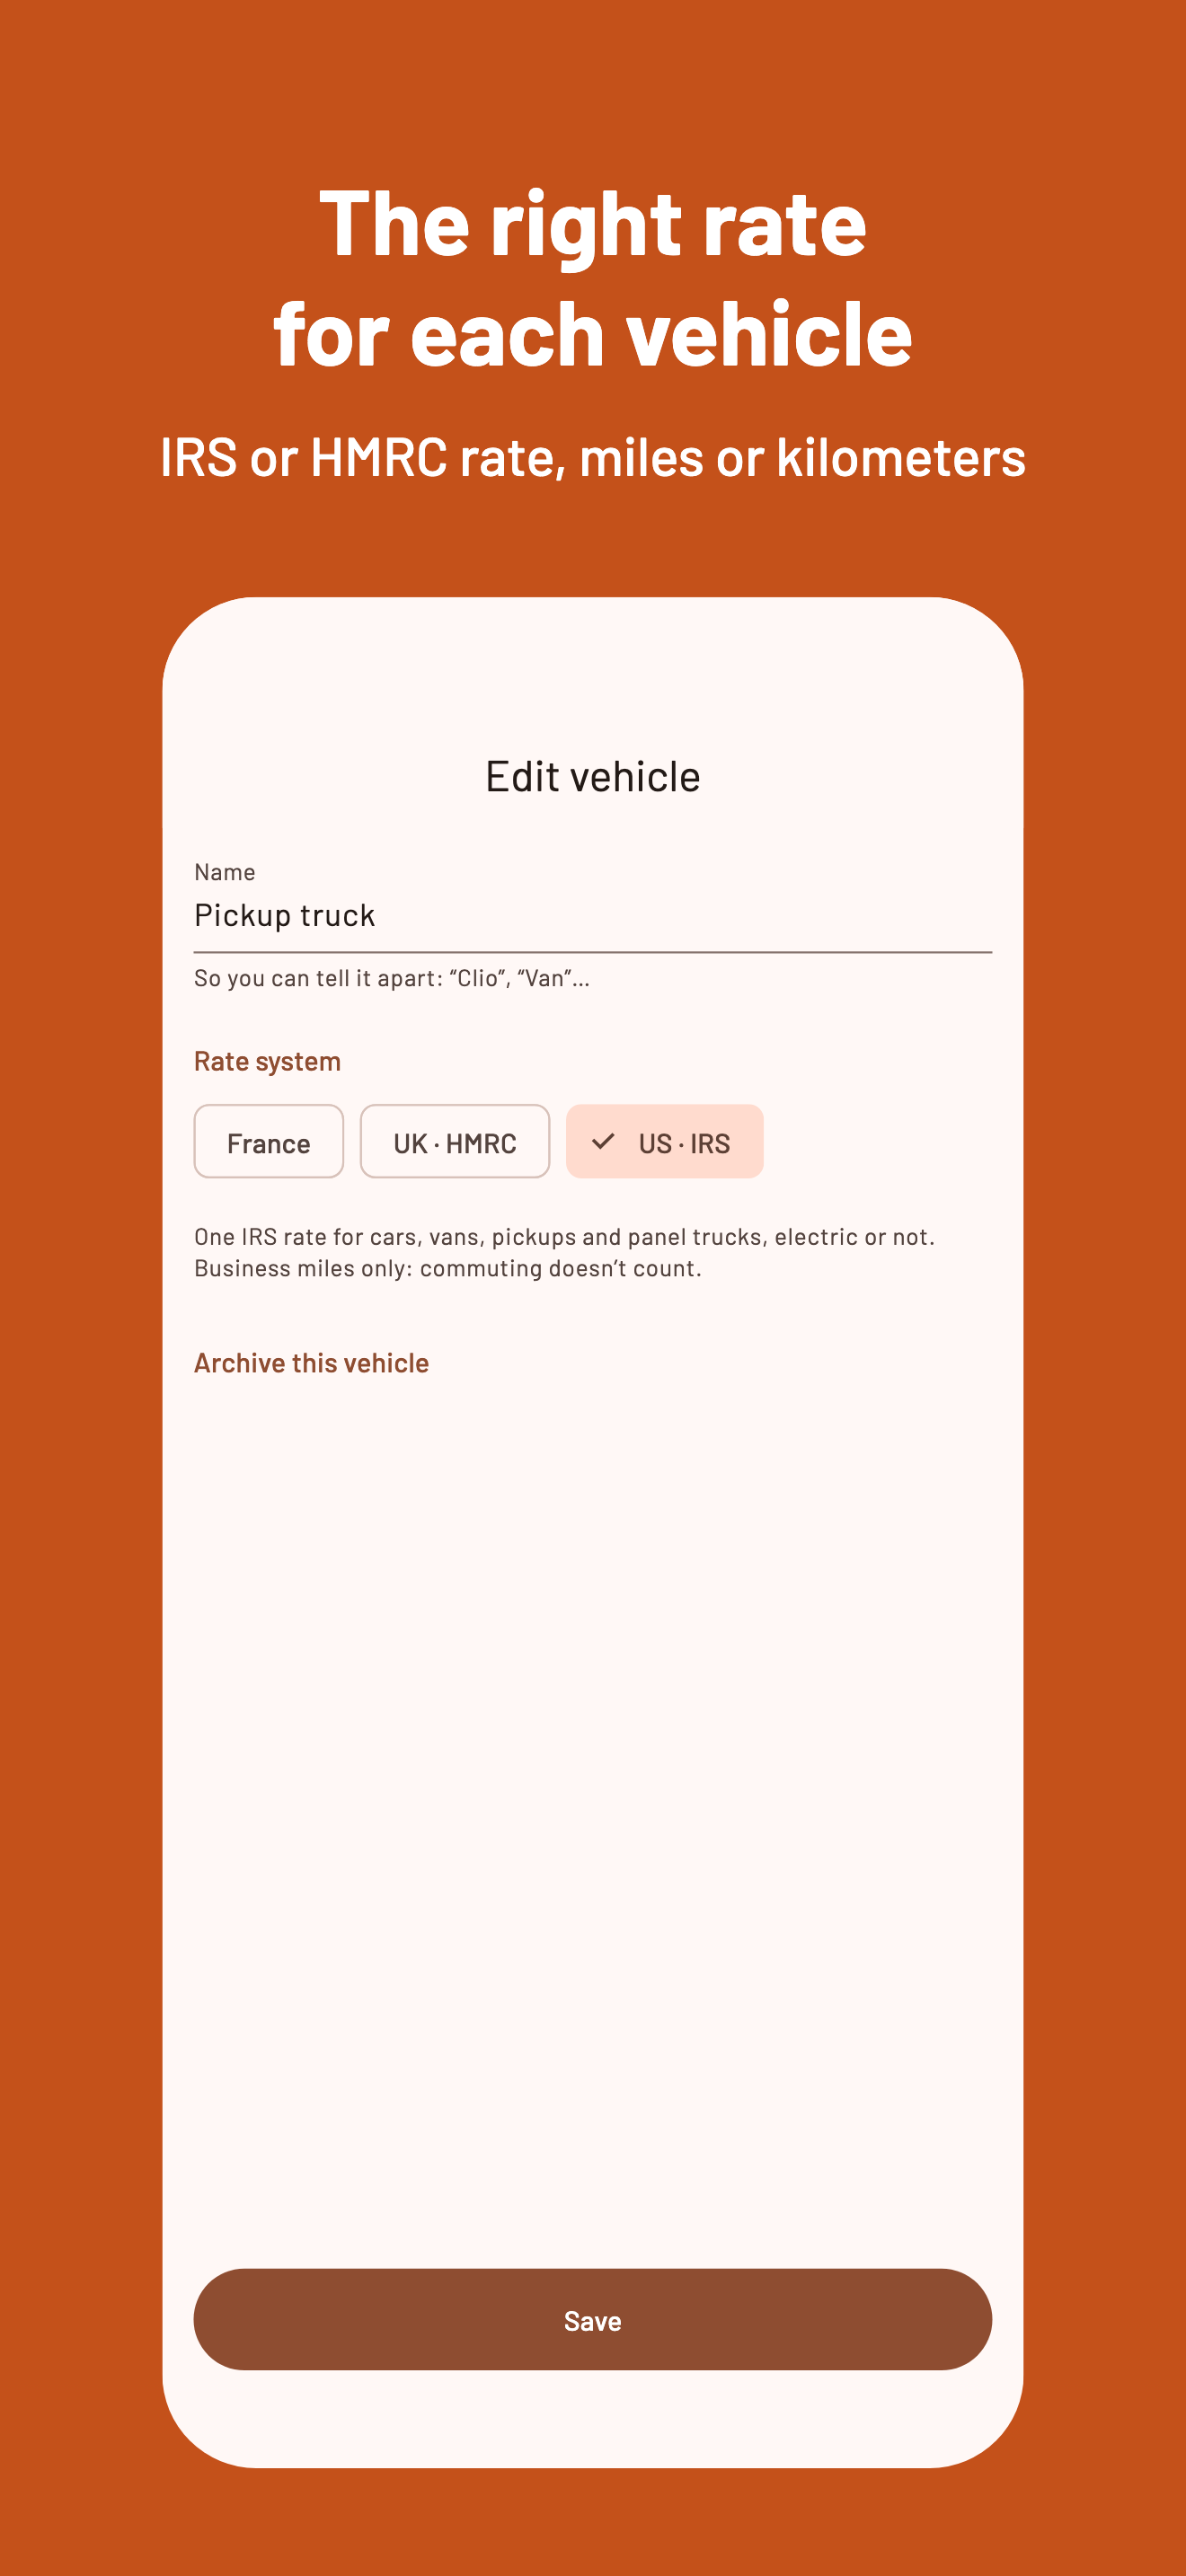 The right rate
for each vehicle
IRS or HMRC rate, miles or kilometers
Edit vehicle
Name
Pickup truck
So you can tell it apart: “Clio”, “Van”…
Rate system
France
UK · HMRC
US · IRS
One IRS rate for cars, vans, pickups and panel trucks, electric or not.
Business miles only: commuting doesn’t count.
Archive this vehicle
Save